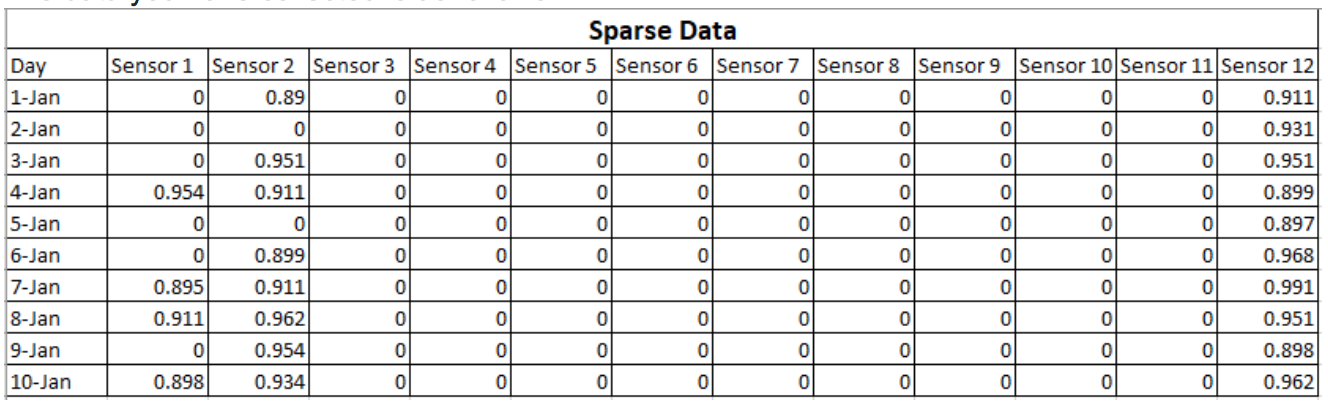 Sparse Data
Day Sensor 1 Sensor 2 Sensor 3 Sensor 4 Sensor 5 Sensor 6 Sensor 7 Sensor 8 Sensor 9 Sensor 10 Sensor 11 Sensor 12
1-Jan 0 0.89 0 0 0 0 0 0 0 0 0 0.911
2-Jan 0 0 0 0 0 0 0 0 0 0 0 0.931
3-Jan 0 0.951 0 0 0 0 0 0 0 0 0 0.951
4-Jan 0.954 0.911 0 0 0 0 0 0 0 0 0 0.899
5-Jan 0 0 0 0 0 0 0 0 0 0 0 0.897
6-Jan 0 0.899 0 0 0 0 0 0 0 0 0 0.968
7-Jan 0.895 0.911 0 0 0 0 0 0 0 0 0 0.991
8-Jan 0.911 0.962 0 0 0 0 0 0 0 0 0 0.951
9-Jan 0 0.954 0 0 0 0 0 0 0 0 0 0.898
10-Jan 0.898 0.934 0 0 0 0 0 0 0 0 0 0.962